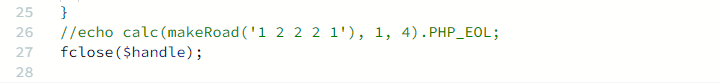 25 }
26 //echo calc(makeRoad('1 2 2 2 1'), 1, 4).PHP_EOL;
27 fclose($handle);
28